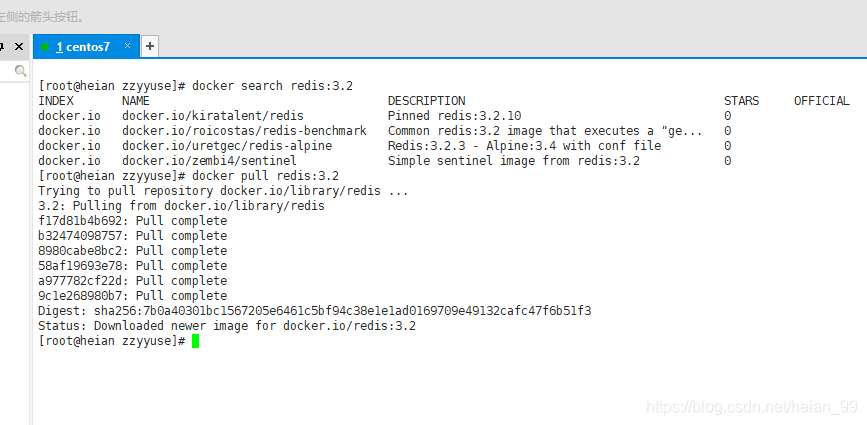 左侧的箭头按钮。
1 centos7
[root@heian zzyyuse]# docker search redis:3.2
INDEX NAME DESCRIPTION STARS OFFICIAL
docker.io docker.io/kiratalent/redis Pinned redis:3.2.10 0
docker.io docker.io/roicostas/redis-benchmark Common redis:3.2 image that executes a "ge... 0
docker.io docker.io/uretgec/redis-alpine Redis:3.2.3 - Alpine:3.4 with conf file 0
docker.io docker.io/zembi4/sentinel Simple sentinel image from redis:3.2 0
[root@heian zzyyuse]# docker pull redis:3.2
Trying to pull repository docker.io/library/redis ...
3.2: Pulling from docker.io/library/redis
f17d81b4b692: Pull complete
b32474098757: Pull complete
8980cabe8bc2: Pull complete
58af19693e78: Pull complete
a977782cf22d: Pull complete
9c1e268980b7: Pull complete
Digest: sha256:7b0a40301bc1567205e6461c5bf94c38e1e1ad0169709e49132cafc47f6b51f3
Status: Downloaded newer image for docker.io/redis:3.2
[root@heian zzyyuse]#
https://blog.csdn.net/heian_99